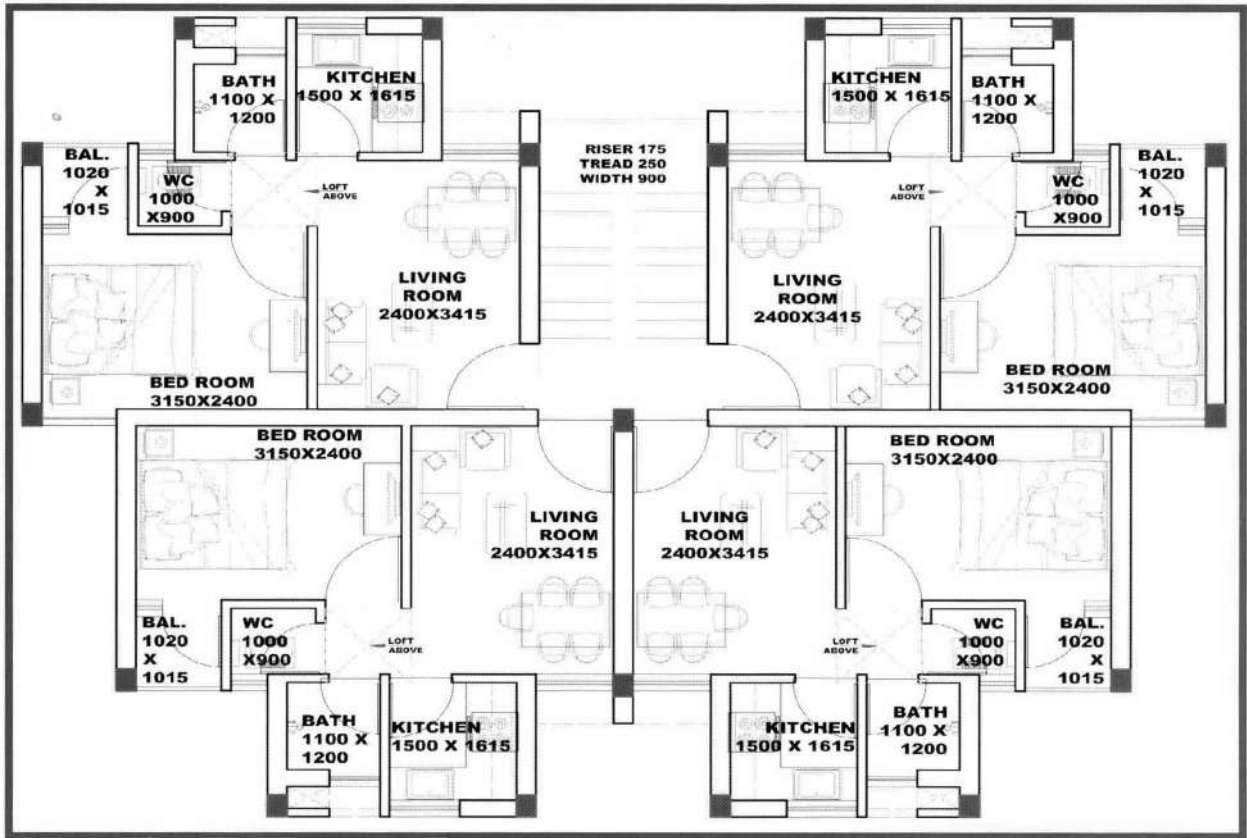 BATH
1100 X
1200
KITCHEN
1500 X 1615
RISER 175
TREAD 250
WIDTH 900
KITCHEN
1500 X 1615
BATH
1100 X
1200
BAL.
1020
X
1015
WC
1000
X900
LOFT
ABOVE
LIVING
ROOM
2400X3415
BED ROOM
3150X2400
LIVING
ROOM
2400X3415
LOFT
ABOVE
WC
1000
X900
BAL.
1020
X
1015
BED ROOM
3150X2400
BED ROOM
3150X2400
LIVING
ROOM
2400X3415
LIVING
ROOM
2400X3415
BED ROOM
3150X2400
BAL.
1020
X
1015
WC
1000
X900
LOFT
ABOVE
BATH
1100 X
1200
KITCHEN
1500 X 1615
LOFT
ABOVE
WC
1000
X900
BAL.
1020
X
1015
KITCHEN
1500 X 1615
BATH
1100 X
1200